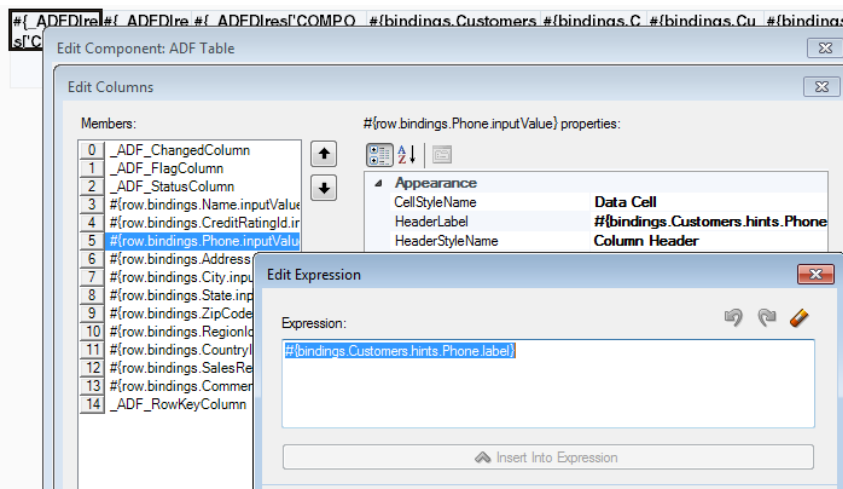 #{_ADFDIre #{_ADFDIre #{_ADFDIres['COMPO #{bindings.Customers #{bindings.C #{bindings.Cu #{bindings
s['C
Edit Component: ADF Table
Edit Columns
Members:
#{row.bindings.Phone.inputValue} properties:
0 _ADF_ChangedColumn
1 _ADF_FlagColumn
2 _ADF_StatusColumn
3 #{row.bindings.Name.inputValue
4 #{row.bindings.CreditRatingId.in
5 #{row.bindings.Phone.inputValu
6 #{row.bindings.Address
7 #{row.bindings.City.inpu
8 #{row.bindings.State.inp
9 #{row.bindings.ZipCode
10 #{row.bindings.RegionId
11 #{row.bindings.CountryI
12 #{row.bindings.SalesRe
13 #{row.bindings.Commer
14 _ADF_RowKeyColumn
Appearance
CellStyleName Data Cell
HeaderLabel #{bindings.Customers.hints.Phone
HeaderStyleName Column Header
Edit Expression
Expression:
#{bindings.Customers.hints.Phone.label}
Insert Into Expression